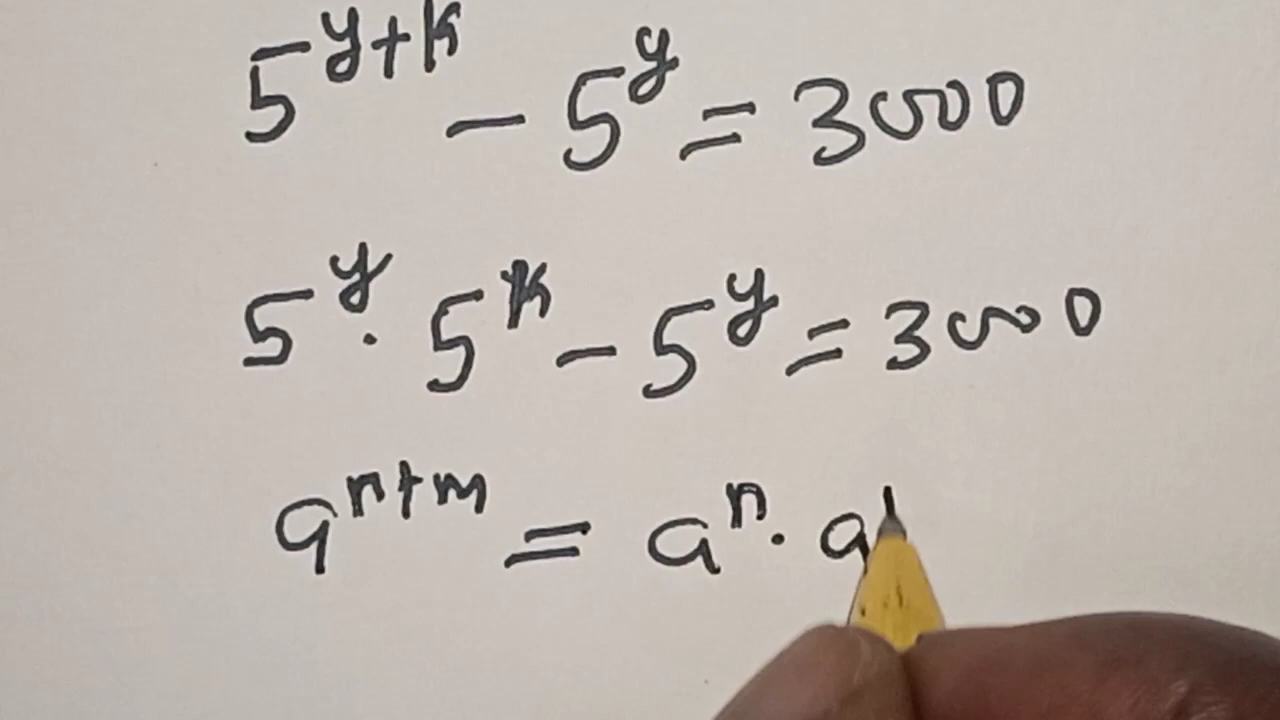 5^{y+k} - 5^y = 3000
5^y . 5^k - 5^y = 3000
a^{n+m} = a^n . a